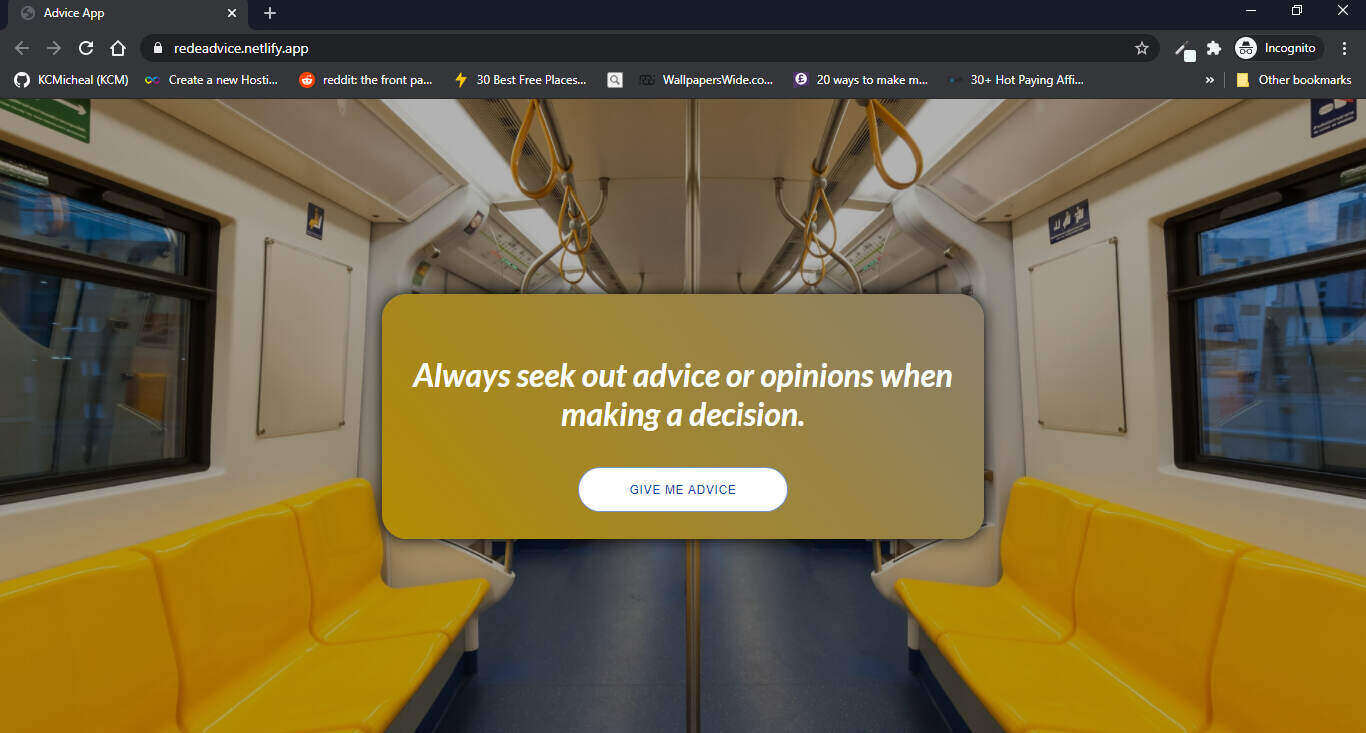 Advice App
redeadvice.netlify.app
Incognito
KCMicheal (KCM)
Create a new Hosti...
reddit: the front pa...
30 Best Free Places...
WallpapersWide.co...
20 ways to make m...
30+ Hot Paying Affi...
»
Other bookmarks
Always seek out advice or opinions when
making a decision.
GIVE ME ADVICE